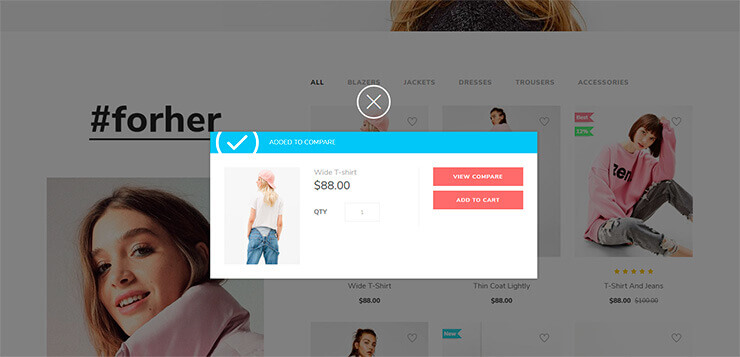 ALL BLAZERS JACKETS DRESSES TROUSERS ACCESSORIES
#forher
ADDED TO COMPARE
Wide T-shirt
$88.00
QTY 1
VIEW COMPARE
ADD TO CART
12%
Wide T-Shirt
$88.00
Thin Coat Lightly
$88.00
T-Shirt And Jeans
$88.00 $100.00
New